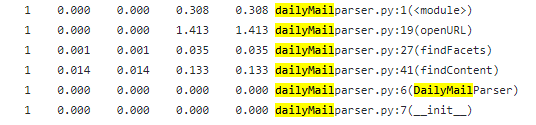 1 0.000 0.000 0.308 0.308 dailyMailparser.py:1(<module>)
1 0.000 0.000 1.413 1.413 dailyMailparser.py:19(openURL)
1 0.001 0.001 0.035 0.035 dailyMailparser.py:27(findFacets)
1 0.014 0.014 0.133 0.133 dailyMailparser.py:41(findContent)
1 0.000 0.000 0.000 0.000 dailyMailparser.py:6(DailyMailParser)
1 0.000 0.000 0.000 0.000 dailyMailparser.py:7(__init__)